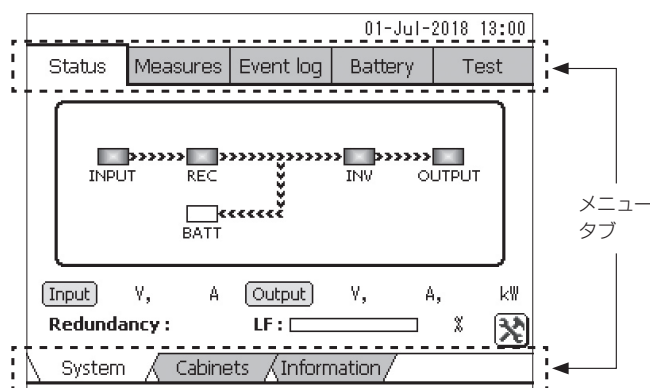 01-Jul-2018 13:00
Status Measures Event log Battery Test
INPUT REC INV OUTPUT
BATT
メニュー
タブ
Input V, A Output V, A, kW
Redundancy : LF : %
System Cabinets Information